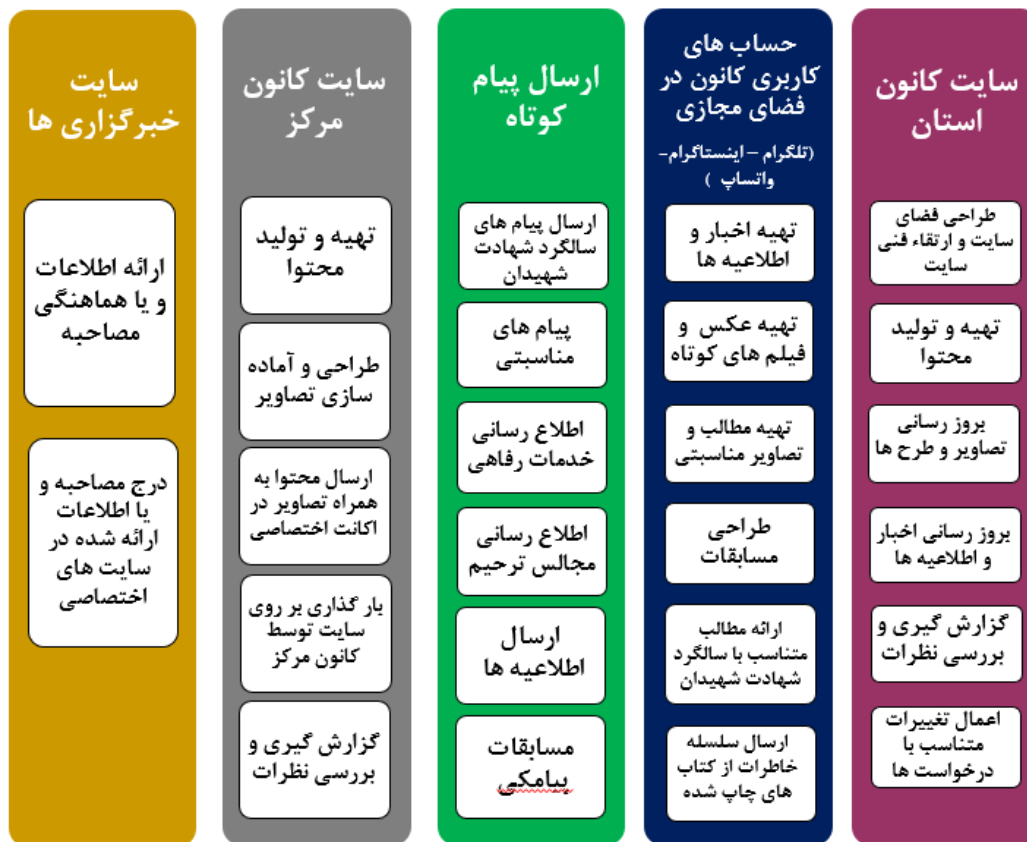 سایت کانون
استان
طراحی فضای
سایت و ارتقاء فنی
سایت
تهیه و تولید
محتوا
بروز رسانی
تصاویر و طرح ها
بروز رسانی اخبار
و اطلاعیه ها
گزارش گیری و
بررسی نظرات
اعمال تغییرات
متناسب با
درخواست ها
حساب های
کاربری کانون در
فضای مجازی
(تلگرام – اینستاگرام-
واتساپ )
تهیه اخبار و
اطلاعیه ها
تهیه عکس و
فیلم های کوتاه
تهیه مطالب و
تصاویر مناسبتی
طراحی
مسابقات
ارائه مطالب
متناسب با سالگرد
شهادت شهیدان
ارسال سلسله
خاطرات از کتاب
های چاپ شده
ارسال پیام
کوتاه
ارسال پیام های
سالگرد شهادت
شهیدان
پیام های
مناسبتی
اطلاع رسانی
خدمات رفاهی
اطلاع رسانی
مجالس ترحیم
ارسال
اطلاعیه ها
مسابقات
پیامکی
سایت کانون
مرکز
تهیه و تولید
محتوا
طراحی و آماده
سازی تصاویر
ارسال محتوا به
همراه تصاویر در
اکانت اختصاصی
بار گذاری بر روی
سایت توسط
کانون مرکز
گزارش گیری و
بررسی نظرات
سایت
خبرگزاری ها
ارائه اطلاعات
و یا هماهنگی
مصاحبه
درج مصاحبه و
یا اطلاعات
ارائه شده در
سایت های
اختصاصی